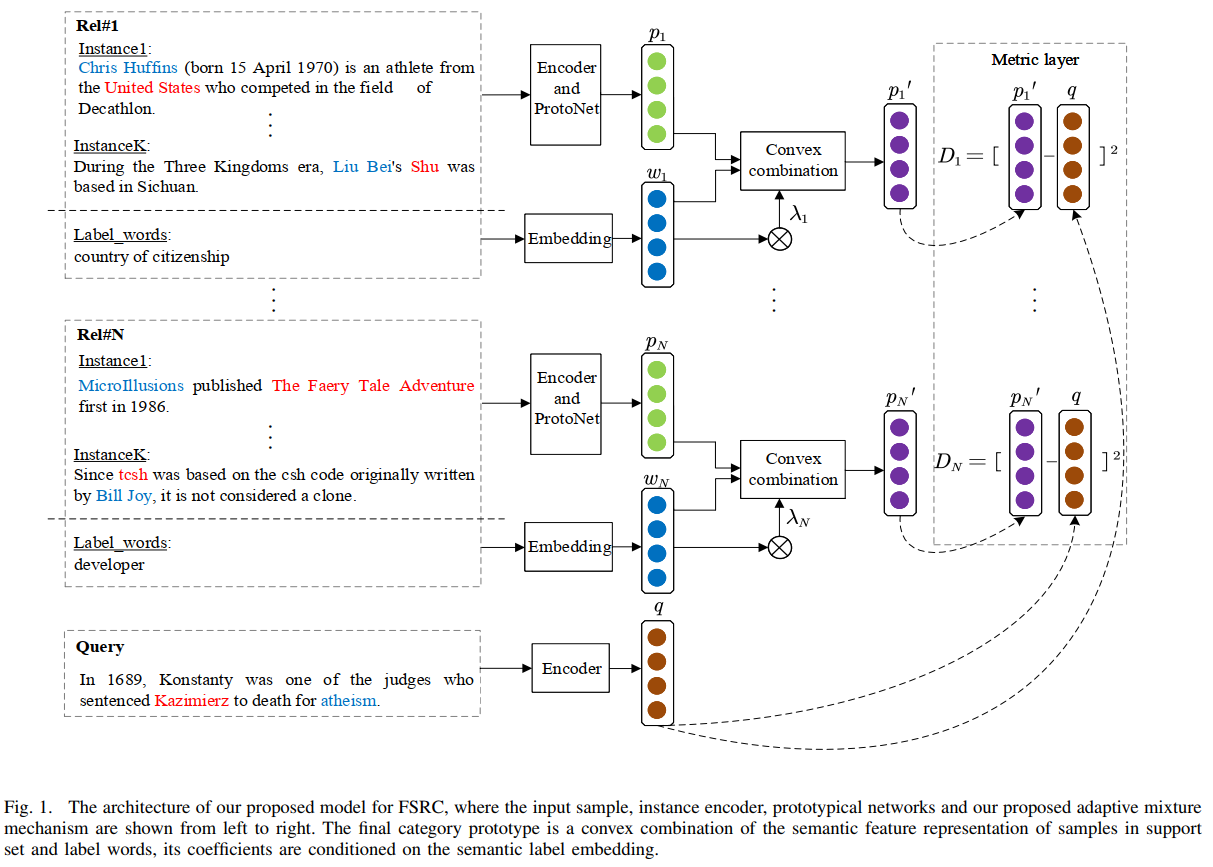 Rel#1
Instance1:
Chris Huffins (born 15 April 1970) is an athlete from
the United States who competed in the field of
Decathlon.
InstanceK:
During the Three Kingdoms era, Liu Bei's Shu was
based in Sichuan.
Label_words:
country of citizenship
Encoder
and
ProtoNet
Embedding
p₁
w₁
Convex
combination
λ₁
p₁′
Metric layer
p₁′ q
D₁ = [ − ]²
Rel#N
Instance1:
MicroIllusions published The Faery Tale Adventure
first in 1986.
InstanceK:
Since tcsh was based on the csh code originally written
by Bill Joy, it is not considered a clone.
Label_words:
developer
Encoder
and
ProtoNet
Embedding
p_N
w_N
Convex
combination
λ_N
p_N′
p_N′ q
D_N = [ − ]²
Query
In 1689, Konstanty was one of the judges who
sentenced Kazimierz to death for atheism.
Encoder
q
Fig. 1. The architecture of our proposed model for FSRC, where the input sample, instance encoder, prototypical networks and our proposed adaptive mixture
mechanism are shown from left to right. The final category prototype is a convex combination of the semantic feature representation of samples in support
set and label words, its coefficients are conditioned on the semantic label embedding.